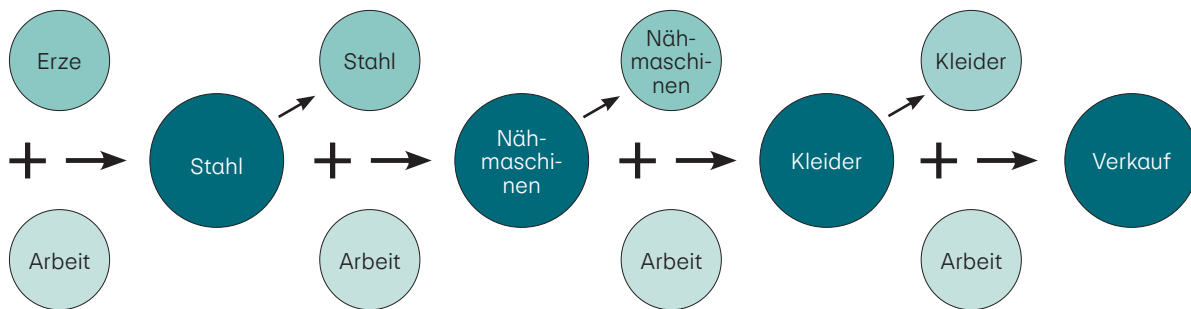 Erze
Stahl
Näh-
maschi-
nen
Kleider
+
Stahl
+
Näh-
maschi-
nen
+
Kleider
+
Verkauf
Arbeit
Arbeit
Arbeit
Arbeit